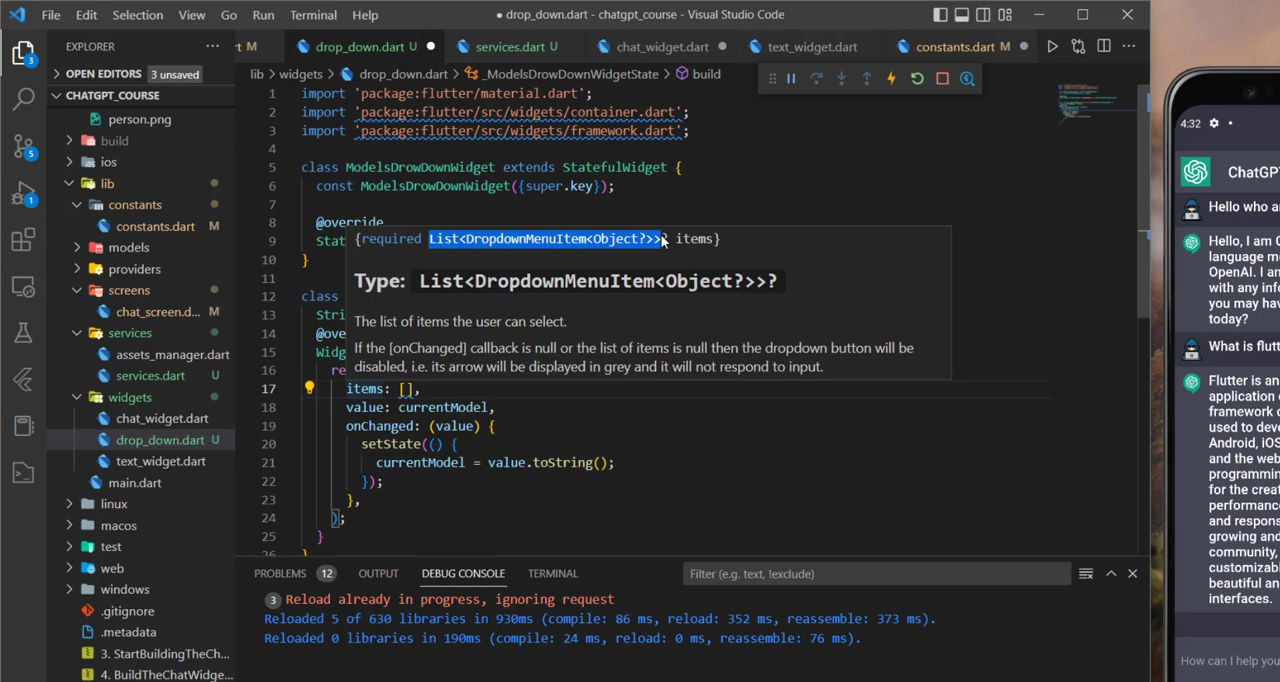 File Edit Selection View Go Run Terminal Help
● drop_down.dart - chatgpt_course - Visual Studio Code
EXPLORER
rt M
drop_down.dart U
services.dart U
chat_widget.dart
text_widget.dart
constants.dart M
OPEN EDITORS 3 unsaved
lib > widgets > drop_down.dart > _ModelsDrowDownWidgetState > build
CHATGPT_COURSE
person.png
build
ios
lib
constants
constants.dart M
models
providers
screens
chat_screen.d... M
services
assets_manager.dart
services.dart U
widgets
chat_widget.dart
drop_down.dart U
text_widget.dart
main.dart
linux
macos
test
web
windows
.gitignore
.metadata
3. StartBuildingTheCh...
4. BuildTheChatWidge...
3
5
1
1 import 'package:flutter/material.dart';
2 import 'package:flutter/src/widgets/container.dart';
3 import 'package:flutter/src/widgets/framework.dart';
4
5 class ModelsDrowDownWidget extends StatefulWidget {
6 const ModelsDrowDownWidget({super.key});
7
8 @override
9 Stat
10 }
11
12 class
13 Stri
14 @ove
15 Widg
16 re
17 items: [],
18 value: currentModel,
19 onChanged: (value) {
20 setState(() {
21 currentModel = value.toString();
22 });
23 },
24 );
25 }
26 }
{required List<DropdownMenuItem<Object?>>? items}
Type: List<DropdownMenuItem<Object?>>?
The list of items the user can select.
If the [onChanged] callback is null or the list of items is null then the dropdown button will be
disabled, i.e. its arrow will be displayed in grey and it will not respond to input.
PROBLEMS 12 OUTPUT DEBUG CONSOLE TERMINAL
Filter (e.g. text, !exclude)
3 Reload already in progress, ignoring request
Reloaded 5 of 630 libraries in 930ms (compile: 86 ms, reload: 352 ms, reassemble: 373 ms).
Reloaded 0 libraries in 190ms (compile: 24 ms, reload: 0 ms, reassemble: 76 ms).
4:32
ChatGPT
Hello who ar
Hello, I am C
language mo
OpenAI. I an
with any info
you may hav
today?
What is flutt
Flutter is an
application d
framework c
used to deve
Android, iOS
and the web
programmin
for the creat
performance
and respons
growing and
community,
customizabl
beautiful an
interfaces.
How can I help you